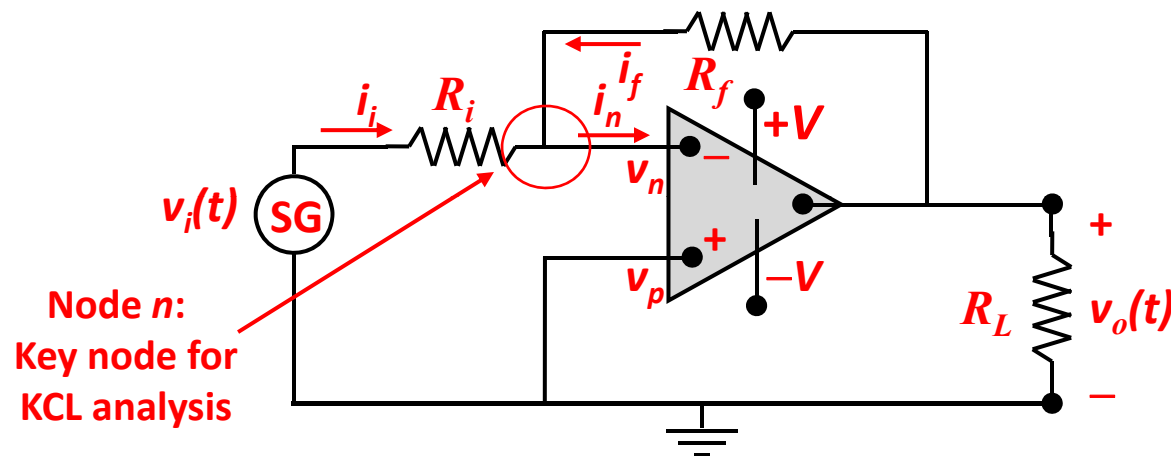 i_f
R_f
i_i
R_i
i_n
+V
v_n
–
v_i(t)
SG
+
v_p
–V
+
R_L
v_o(t)
–
Node n:
Key node for
KCL analysis